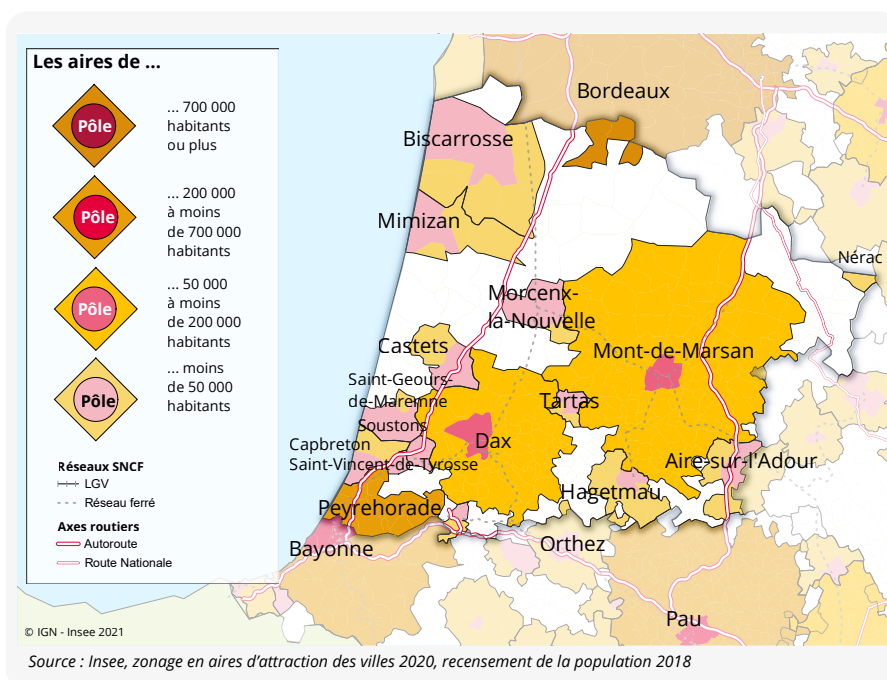 Les aires de ...
Pôle
... 700 000
habitants
ou plus
Pôle
... 200 000
à moins
de 700 000
habitants
Pôle
... 50 000
à moins
de 200 000
habitants
Pôle
... moins
de 50 000
habitants
Réseaux SNCF
LGV
Réseau ferré
Axes routiers
Autoroute
Route Nationale
Bordeaux
Biscarrosse
Mimizan
Nérac
Morcenx-
la-Nouvelle
Castets
Mont-de-Marsan
Saint-Geours-
de-Maremne
Tartas
Soustons
Dax
Capbreton
Saint-Vincent-de-Tyrosse
Aire-sur-l'Adour
Hagetmau
Peyrehorade
Bayonne
Orthez
Pau
© IGN - Insee 2021
Source : Insee, zonage en aires d’attraction des villes 2020, recensement de la population 2018